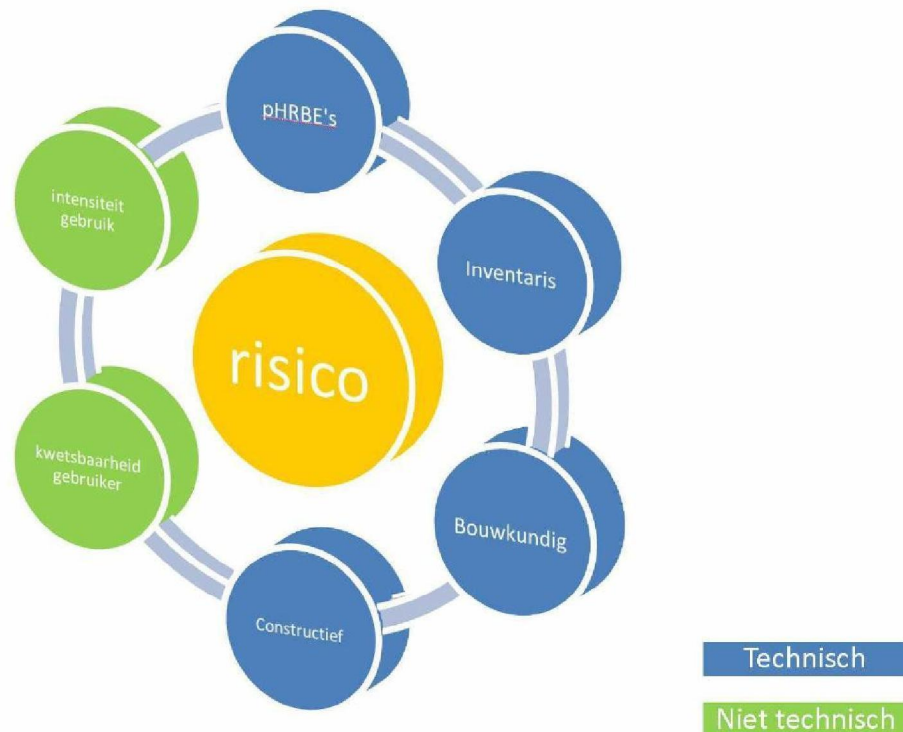 pHRBE's
intensiteit
gebruik
Inventaris
risico
kwetsbaarheid
gebruiker
Bouwkundig
Constructief
Technisch
Niet technisch